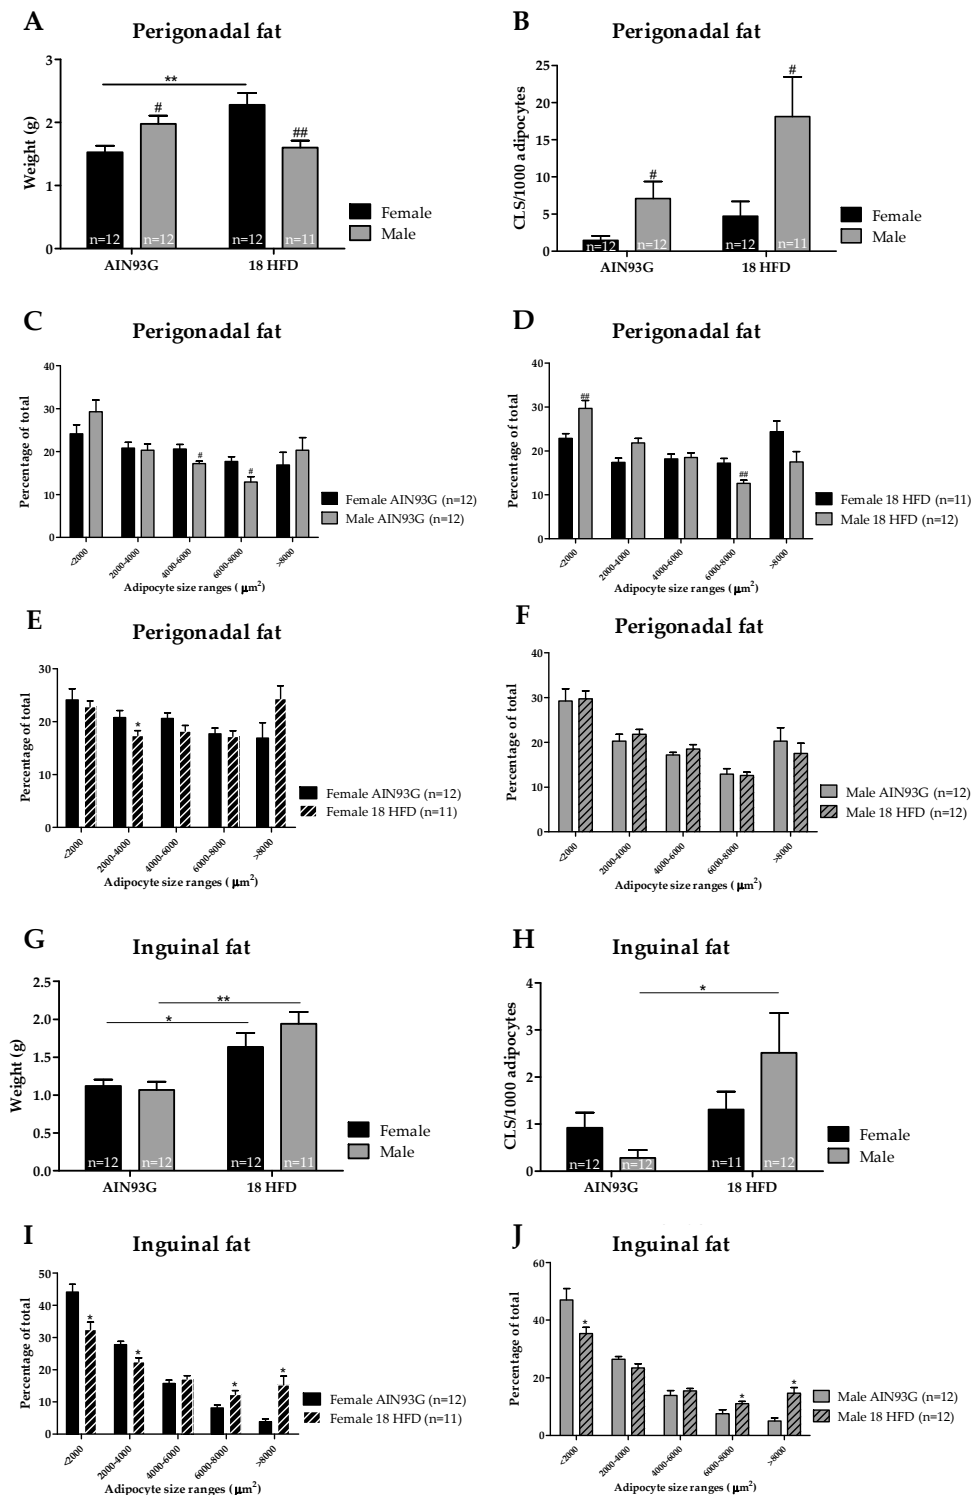 A
Perigonadal fat
Weight (g)
3
2
1
0
**
#
##
n=12
n=12
n=12
n=11
AIN93G
18 HFD
Female
Male
B
Perigonadal fat
CLS/1000 adipocytes
25
20
15
10
5
0
#
#
n=12
n=12
n=12
n=11
AIN93G
18 HFD
Female
Male
C
Perigonadal fat
Percentage of total
40
30
20
10
0
#
#
<2000
2000-4000
4000-6000
6000-8000
>8000
Adipocyte size ranges ( μm²)
Female AIN93G (n=12)
Male AIN93G (n=12)
D
Perigonadal fat
Percentage of total
40
30
20
10
0
##
##
<2000
2000-4000
4000-6000
6000-8000
>8000
Adipocyte size ranges ( μm²)
Female 18 HFD (n=11)
Male 18 HFD (n=12)
E
Perigonadal fat
Percentage of total
30
20
10
0
*
<2000
2000-4000
4000-6000
6000-8000
>8000
Adipocyte size ranges ( μm²)
Female AIN93G (n=12)
Female 18 HFD (n=11)
F
Perigonadal fat
Percentage of total
40
30
20
10
0
<2000
2000-4000
4000-6000
6000-8000
>8000
Adipocyte size ranges ( μm²)
Male AIN93G (n=12)
Male 18 HFD (n=12)
G
Inguinal fat
Weight (g)
2.5
2.0
1.5
1.0
0.5
0.0
**
*
n=12
n=12
n=12
n=11
AIN93G
18 HFD
Female
Male
H
Inguinal fat
CLS/1000 adipocytes
4
3
2
1
0
*
n=12
n=12
n=11
n=12
AIN93G
18 HFD
Female
Male
I
Inguinal fat
Percentage of total
50
40
30
20
10
0
*
*
*
*
<2000
2000-4000
4000-6000
6000-8000
>8000
Adipocyte size ranges ( μm²)
Female AIN93G (n=12)
Female 18 HFD (n=11)
J
Inguinal fat
Percentage of total
60
40
20
0
*
*
*
<2000
2000-4000
4000-6000
6000-8000
>8000
Adipocyte size ranges ( μm²)
Male AIN93G (n=12)
Male 18 HFD (n=12)